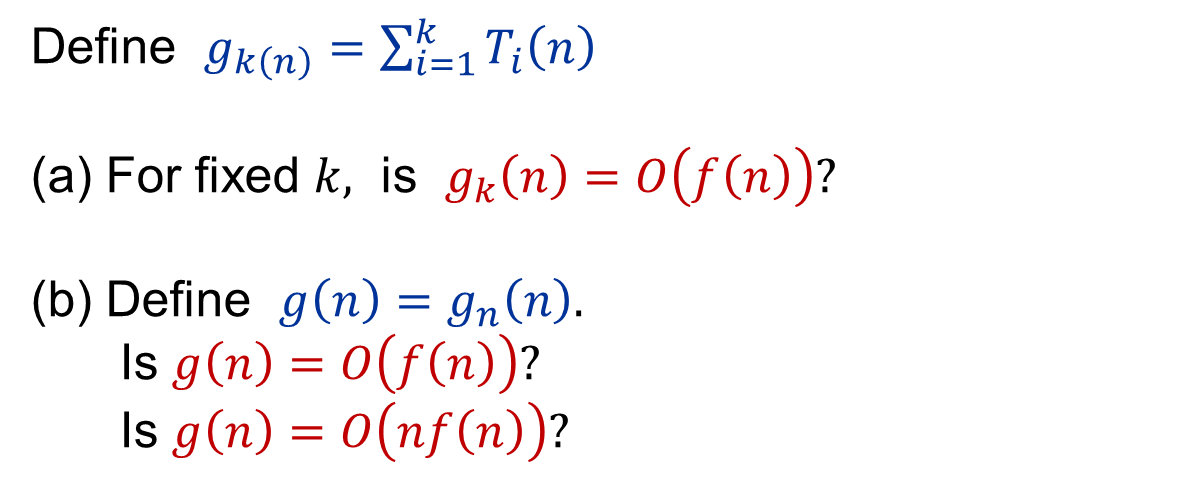 Define g_{k(n)} = ∑_{i=1}^{k} T_i(n)
(a) For fixed k, is g_k(n) = O(f(n))?
(b) Define g(n) = g_n(n).
Is g(n) = O(f(n))?
Is g(n) = O(nf(n))?